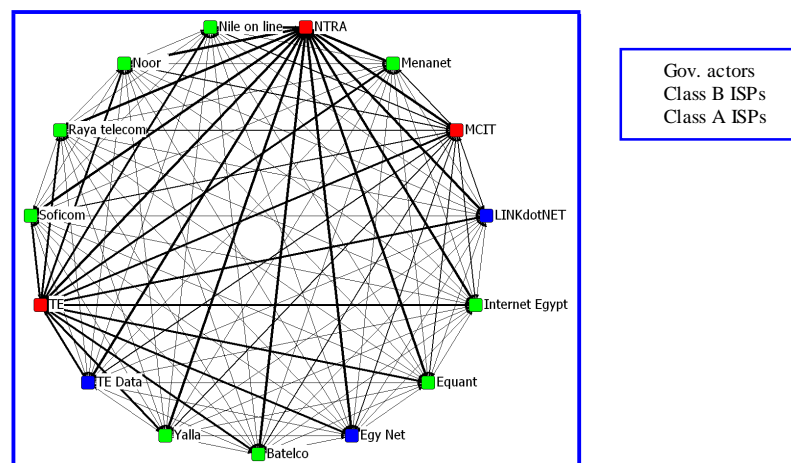 Nile on line
NTRA
Noor
Menanet
Raya telecom
MCIT
Soficom
LINKdotNET
TE
Internet Egypt
TE Data
Equant
Yalla
Egy Net
Batelco
Gov. actors
Class B ISPs
Class A ISPs